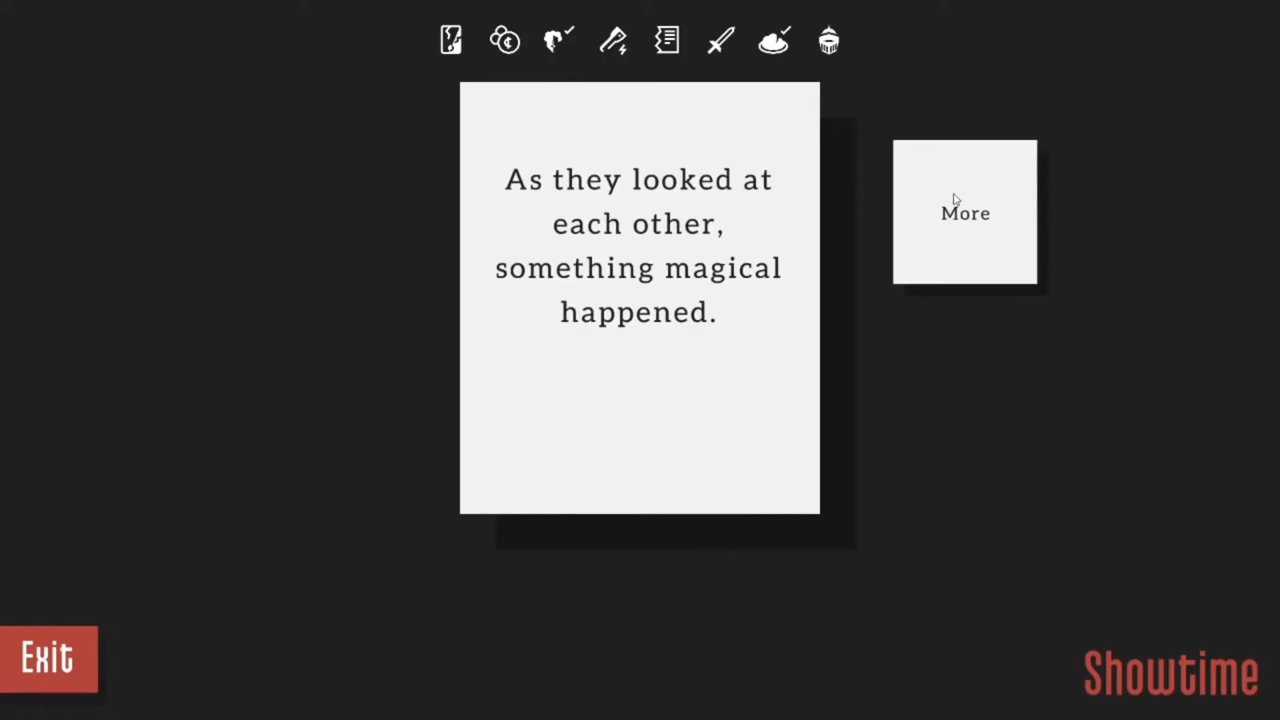 As they looked at
each other,
something magical
happened.
More
Exit
Showtime